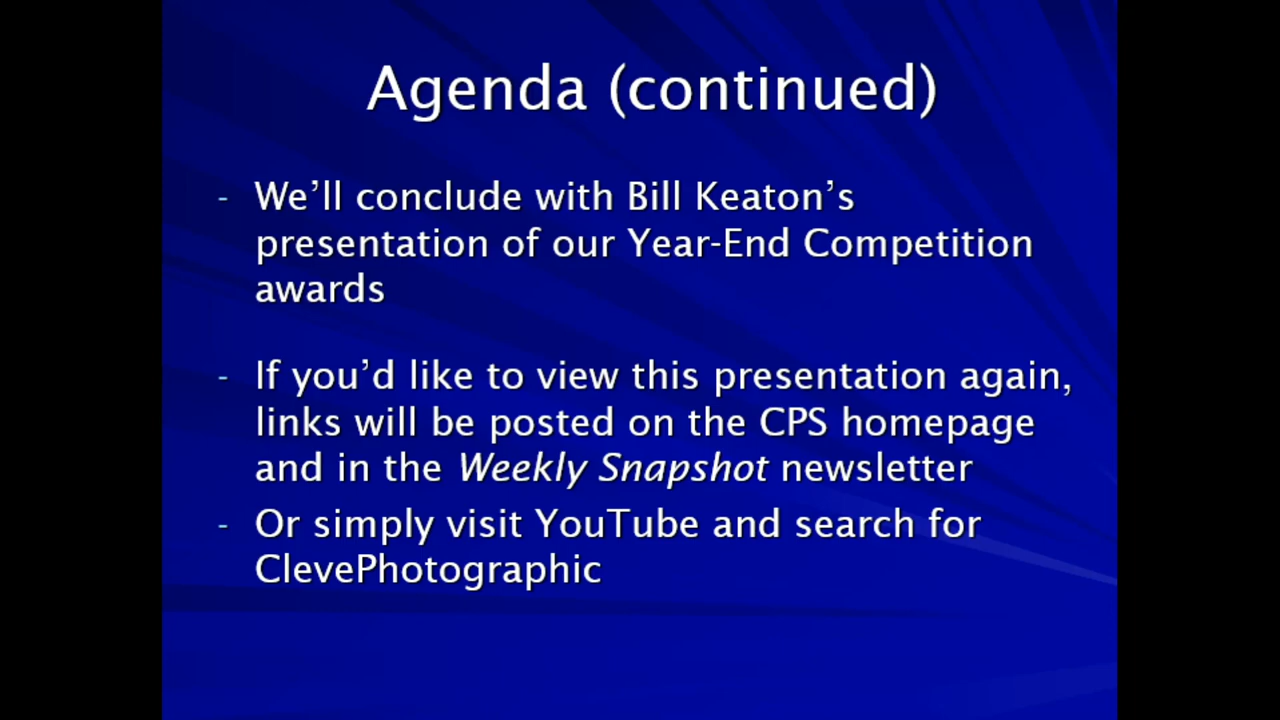 Agenda (continued)
- We’ll conclude with Bill Keaton’s
presentation of our Year-End Competition
awards
- If you’d like to view this presentation again,
links will be posted on the CPS homepage
and in the Weekly Snapshot newsletter
- Or simply visit YouTube and search for
ClevePhotographic